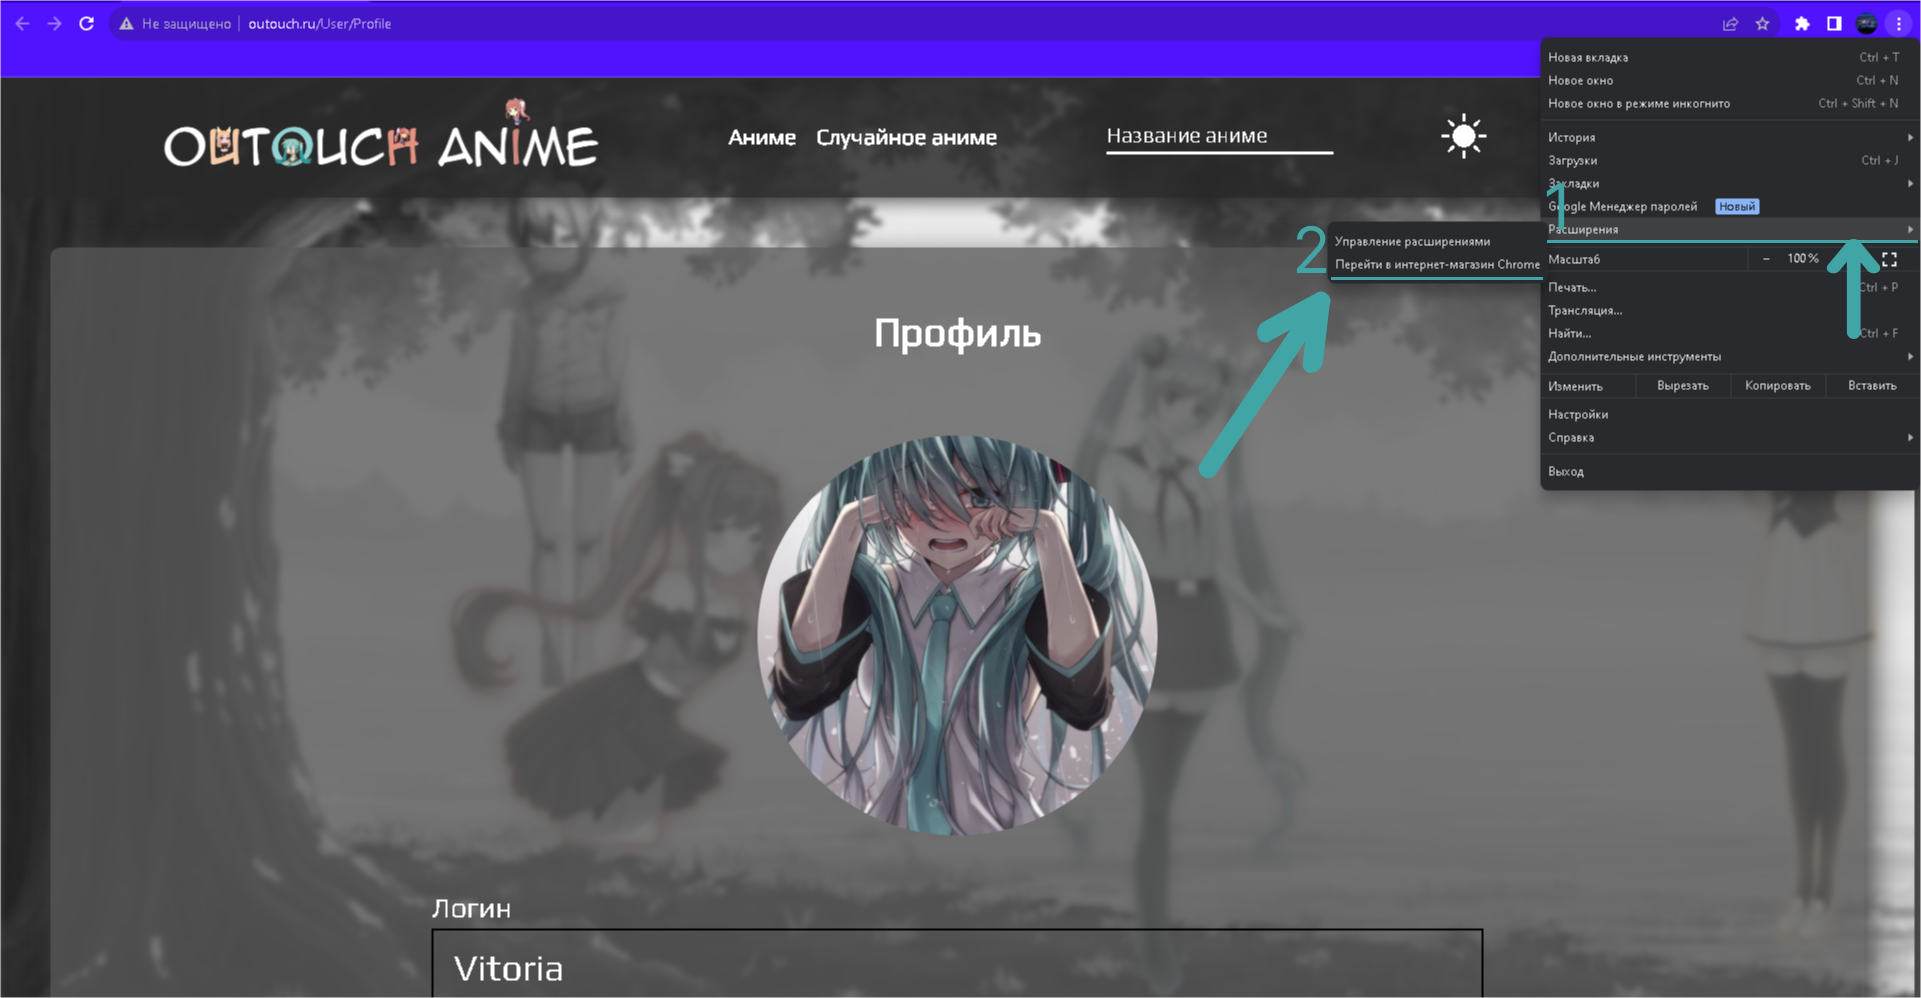 Не защищено | outouch.ru/User/Profile
OUTOUCH ANIME
Аниме Случайное аниме Название аниме
Новая вкладка Ctrl + T
Новое окно Ctrl + N
Новое окно в режиме инкогнито Ctrl + Shift + N
История
Загрузки Ctrl + J
Закладки
1
Google Менеджер паролей Новый
Расширения
2
Управление расширениями
Перейти в интернет-магазин Chrome
Масштаб − 100%
Печать... Ctrl + P
Трансляция...
Найти... Ctrl + F
Дополнительные инструменты
Изменить Вырезать Копировать Вставить
Настройки
Справка
Выход
Профиль
Логин
Vitoria